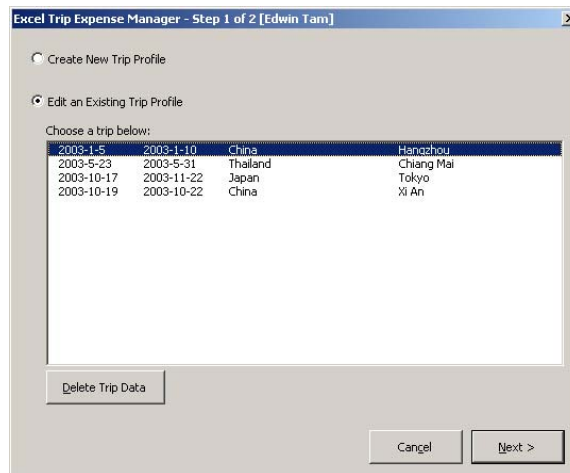 Excel Trip Expense Manager - Step 1 of 2 [Edwin Tam]
Create New Trip Profile
Edit an Existing Trip Profile
Choose a trip below:
2003-1-5 2003-1-10 China Hangzhou
2003-5-23 2003-5-31 Thailand Chiang Mai
2003-10-17 2003-11-22 Japan Tokyo
2003-10-19 2003-10-22 China Xi An
Delete Trip Data
Cancel Next >